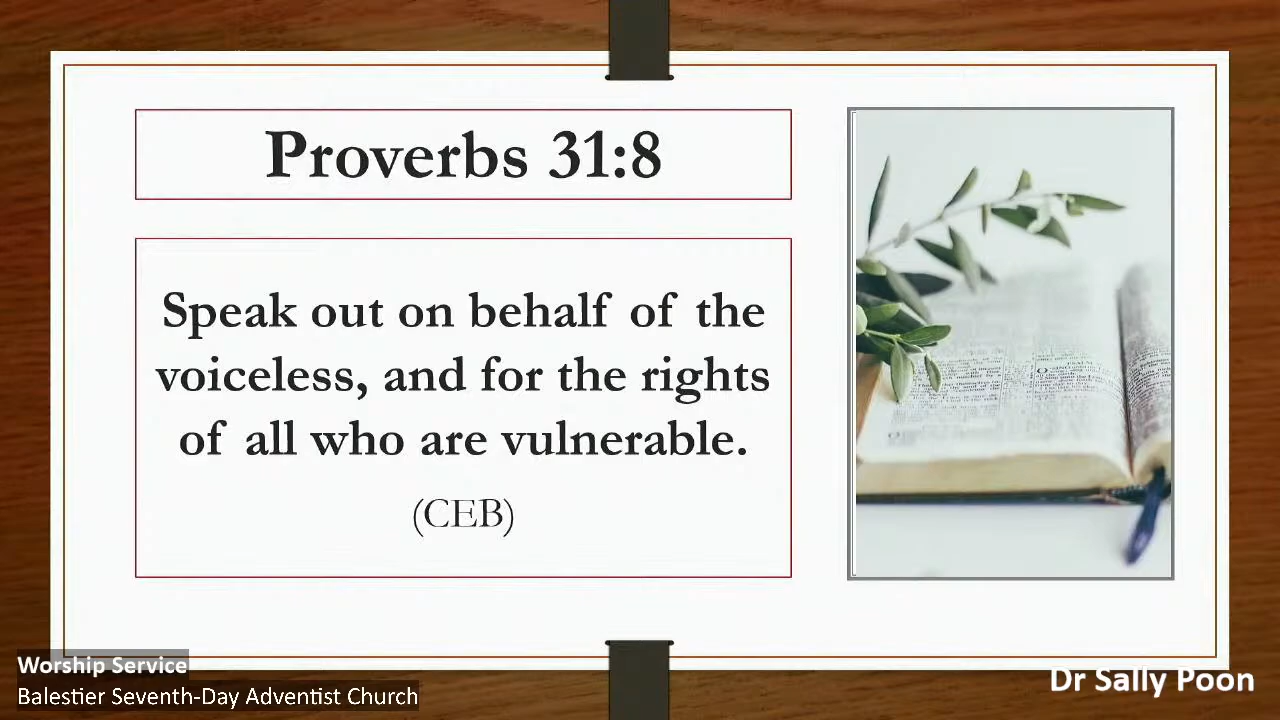 Proverbs 31:8
Speak out on behalf of the
voiceless, and for the rights
of all who are vulnerable.
(CEB)
Worship Service
Balestier Seventh-Day Adventist Church
Dr Sally Poon